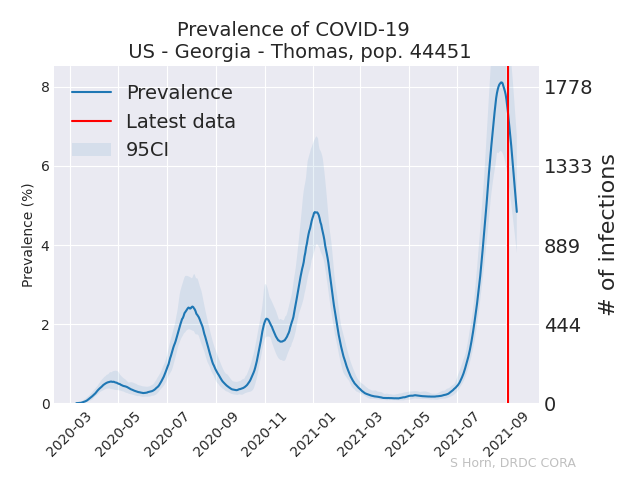 Prevalence of COVID-19
US - Georgia - Thomas, pop. 44451
Prevalence
Latest data
95CI
Prevalence (%)
8
6
4
2
0
1778
1333
889
444
0
# of infections
2020-03
2020-05
2020-07
2020-09
2020-11
2021-01
2021-03
2021-05
2021-07
2021-09
S Horn, DRDC CORA